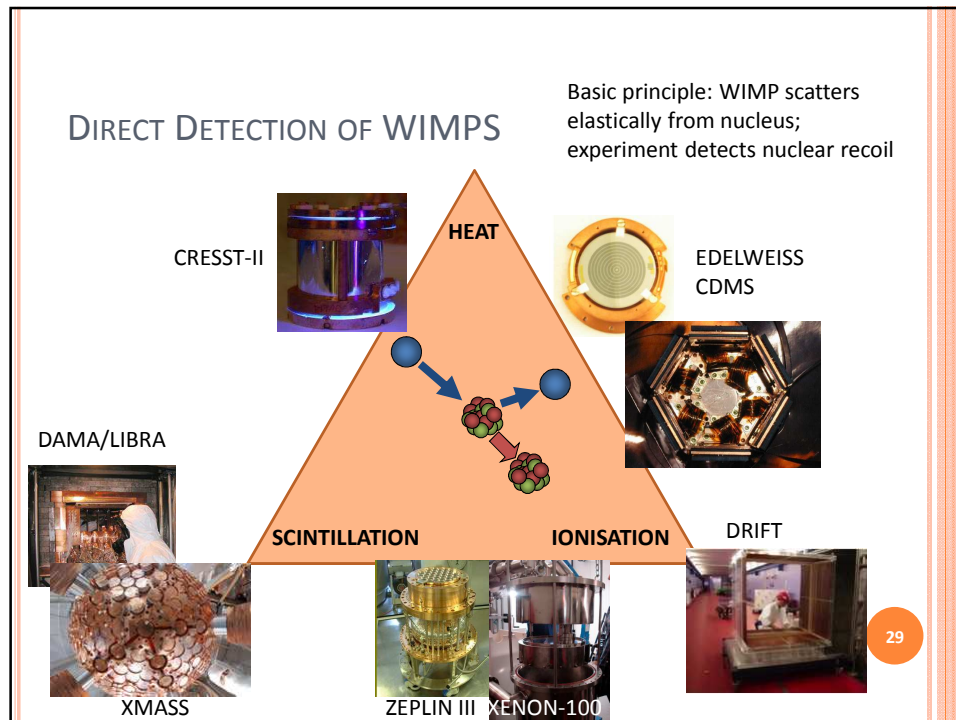 DIRECT DETECTION OF WIMPS
Basic principle: WIMP scatters
elastically from nucleus;
experiment detects nuclear recoil
HEAT
CRESST-II
EDELWEISS
CDMS
DAMA/LIBRA
SCINTILLATION
IONISATION
DRIFT
29
XMASS
ZEPLIN III
XENON-100